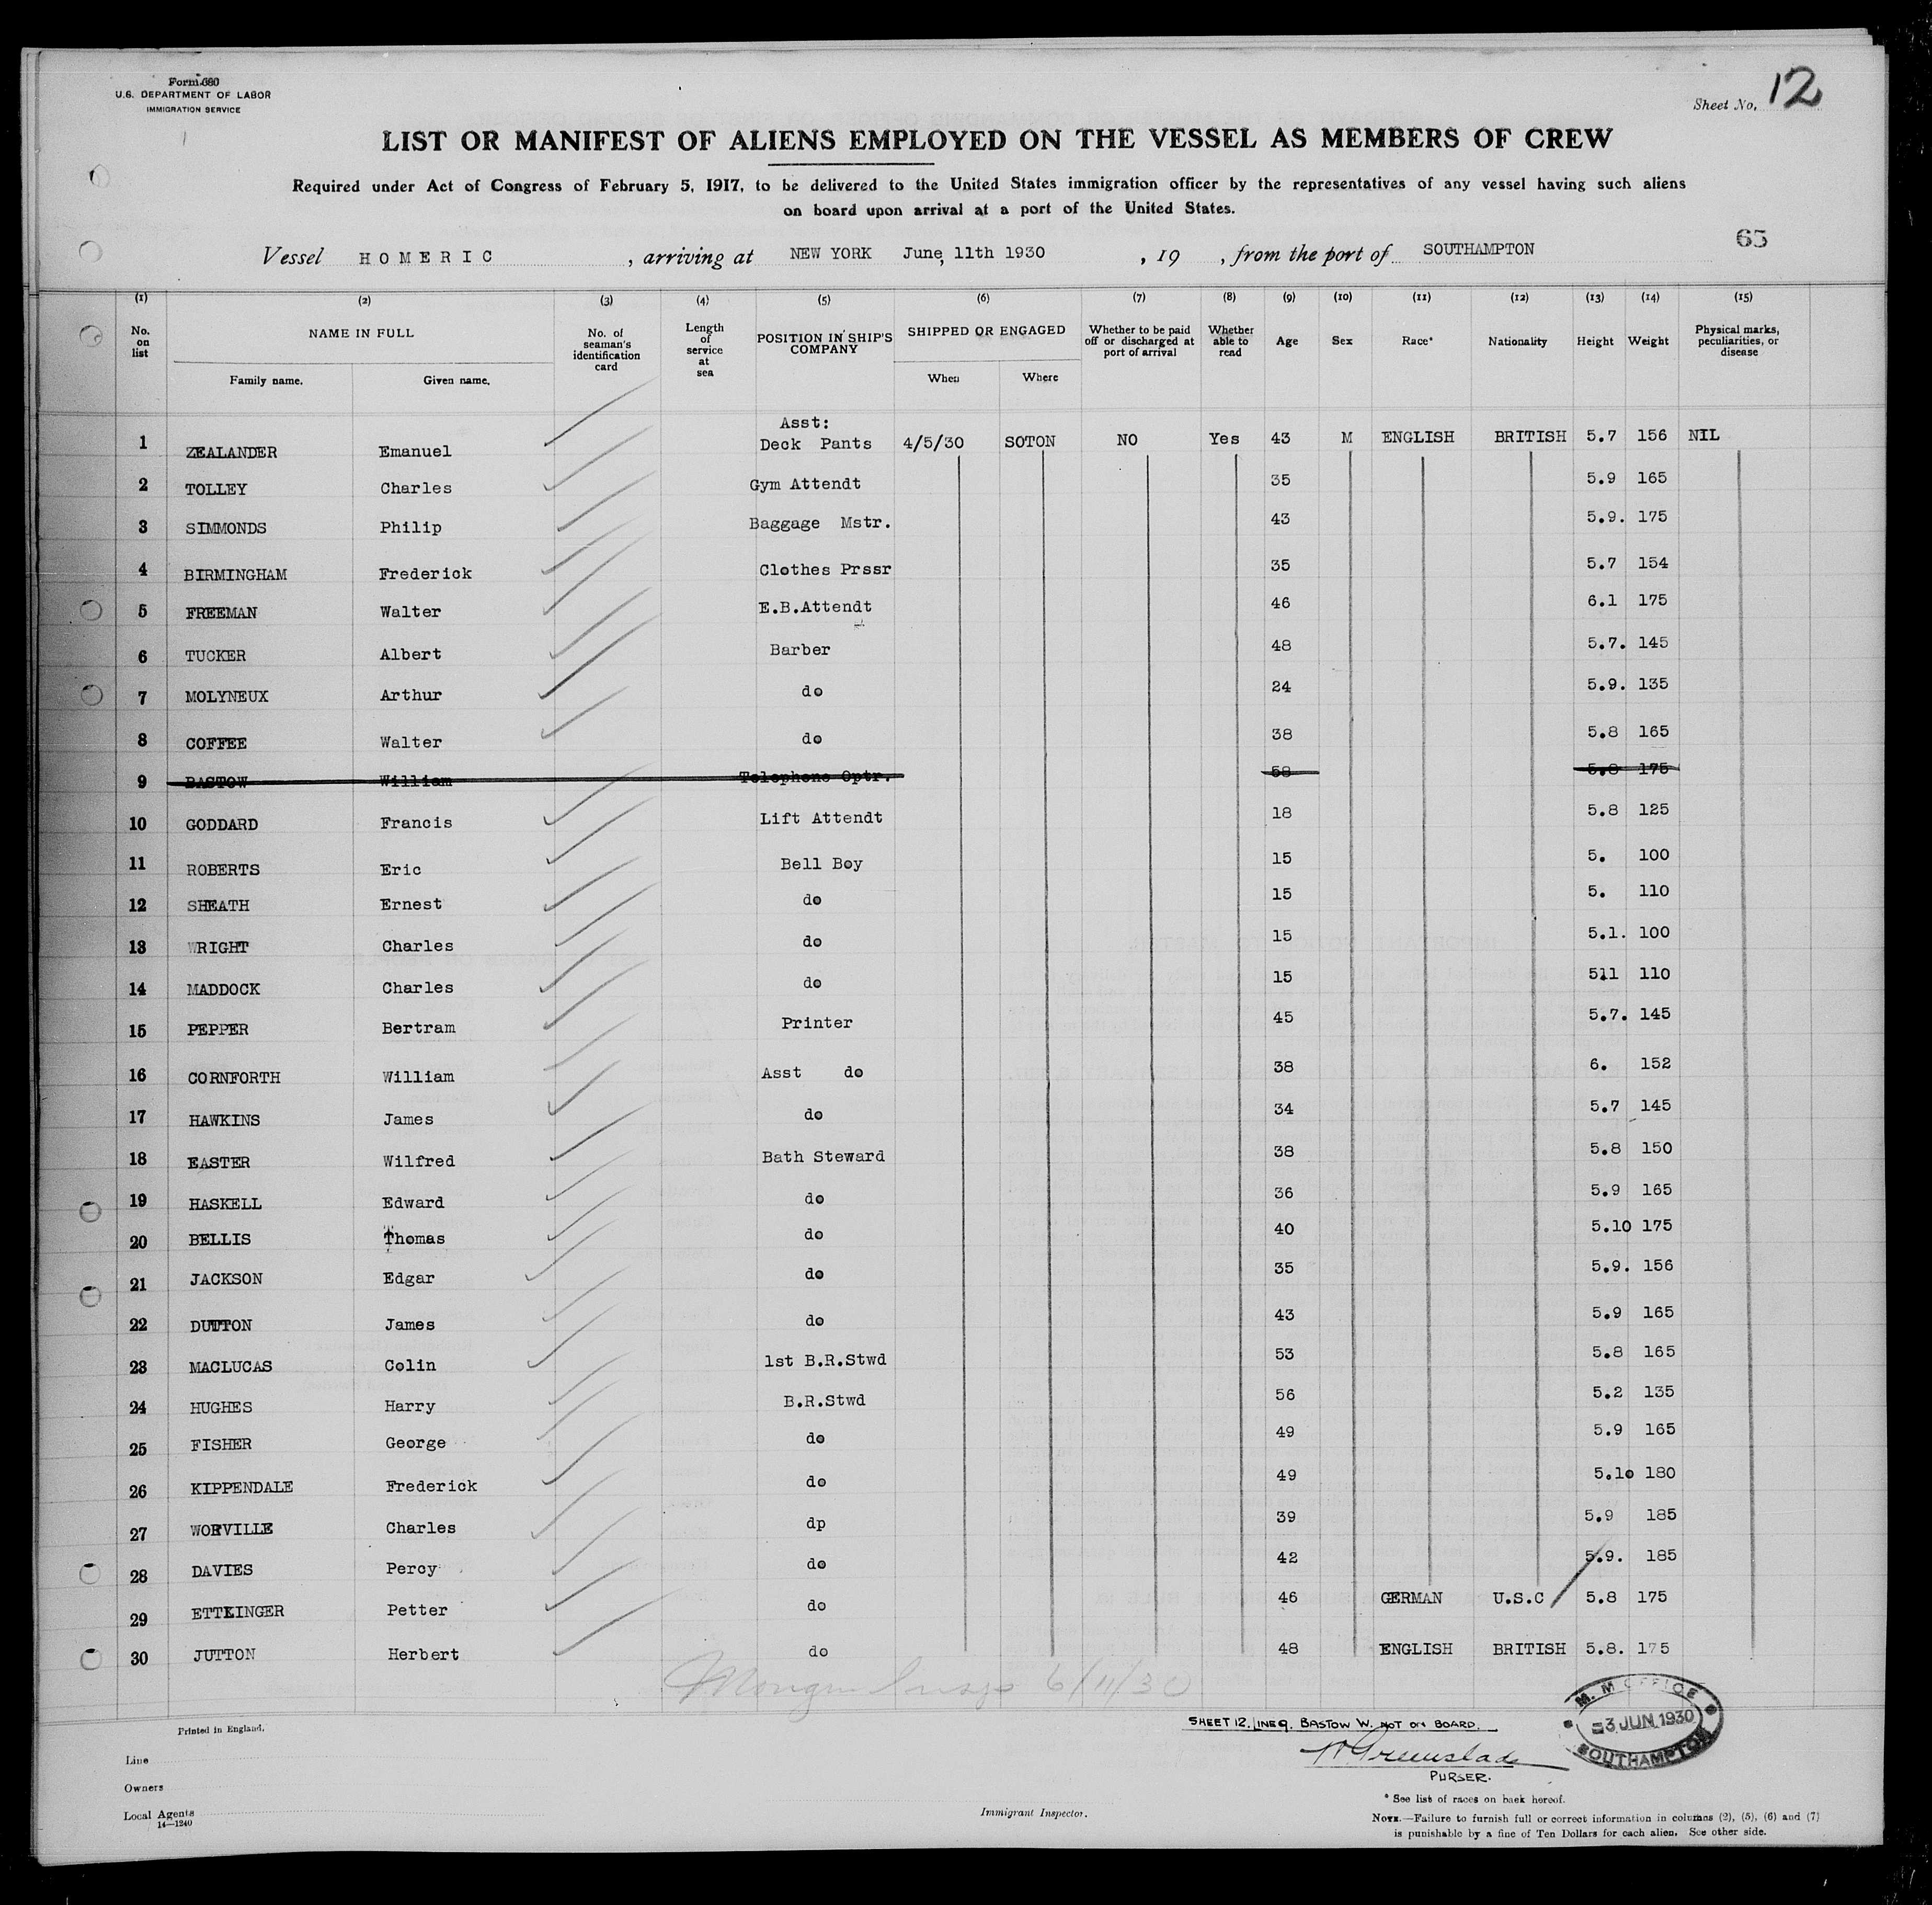 Form 680
U.S. DEPARTMENT OF LABOR
IMMIGRATION SERVICE
Sheet No. 12
LIST OR MANIFEST OF ALIENS EMPLOYED ON THE VESSEL AS MEMBERS OF CREW
Required under Act of Congress of February 5, 1917, to be delivered to the United States immigration officer by the representatives of any vessel having such aliens
on board upon arrival at a port of the United States.
65
Vessel HOMERIC , arriving at NEW YORK June, 11th 1930 , 19 , from the port of SOUTHAMPTON
(1) (2) (3) (4) (5) (6) (7) (8) (9) (10) (11) (12) (13) (14) (15)
No. on list NAME IN FULL Family name. Given name. No. of seaman's identification card Length of service at sea POSITION IN SHIP'S COMPANY SHIPPED OR ENGAGED When Where Whether to be paid off or discharged at port of arrival Whether able to read Age Sex Race* Nationality Height Weight Physical marks, peculiarities, or disease
1 ZEALANDER Emanuel Asst: Deck Pants 4/5/30 SOTON NO Yes 43 M ENGLISH BRITISH 5.7 156 NIL
2 TOLLEY Charles Gym Attendt 35 5.9 165
3 SIMMONDS Philip Baggage Mstr. 43 5.9. 175
4 BIRMINGHAM Frederick Clothes Prssr 35 5.7 154
5 FREEMAN Walter E.B.Attendt 46 6.1 175
6 TUCKER Albert Barber 48 5.7. 145
7 MOLYNEUX Arthur do 24 5.9. 135
8 COFFEE Walter do 38 5.8 165
9 BASTOW William Telephone Optr. 58 5.8 175
10 GODDARD Francis Lift Attendt 18 5.8 125
11 ROBERTS Eric Bell Boy 15 5. 100
12 SHEATH Ernest do 15 5. 110
13 WRIGHT Charles do 15 5.1. 100
14 MADDOCK Charles do 15 511 110
15 PEPPER Bertram Printer 45 5.7. 145
16 CORNFORTH William Asst do 38 6. 152
17 HAWKINS James do 34 5.7 145
18 EASTER Wilfred Bath Steward 38 5.8 150
19 HASKELL Edward do 36 5.9 165
20 BELLIS Thomas do 40 5.10 175
21 JACKSON Edgar do 35 5.9. 156
22 DUTTON James do 43 5.9 165
23 MACLUCAS Colin 1st B.R.Stwd 53 5.8 165
24 HUGHES Harry B.R.Stwd 56 5.2 135
25 FISHER George do 49 5.9 165
26 KIPPENDALE Frederick do 49 5.10 180
27 WORVILLE Charles dp 39 5.9 185
28 DAVIES Percy do 42 5.9. 185
29 ETTLINGER Petter do 46 GERMAN U.S.C 5.8 175
30 JUTTON Herbert do 48 ENGLISH BRITISH 5.8. 175
6/11/30
Printed in England.
SHEET 12. LINE 9. BASTOW W. NOT ON BOARD.
M. M OFFICE
3 JUN 1930
SOUTHAMPTON
PURSER.
Line
Owners
Local Agents
14—1240
Immigrant Inspector.
* See list of races on back hereof.
NOTE.—Failure to furnish full or correct information in columns (2), (5), (6) and (7)
is punishable by a fine of Ten Dollars for each alien. See other side.